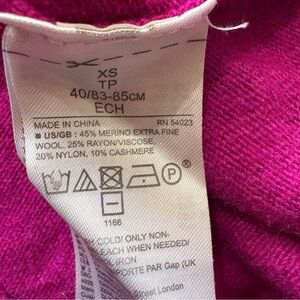 XS
TP
40/83-85CM
ECH
MADE IN CHINA RN 54023
■ US/GB : 45% MERINO EXTRA FINE
WOOL, 25% RAYON/VISCOSE,
20% NYLON, 10% CASHMERE
P
1166
COLD/ ONLY NON-
EACH WHEN NEEDED/
IRON
PORTE PAR Gap (UK
Street London